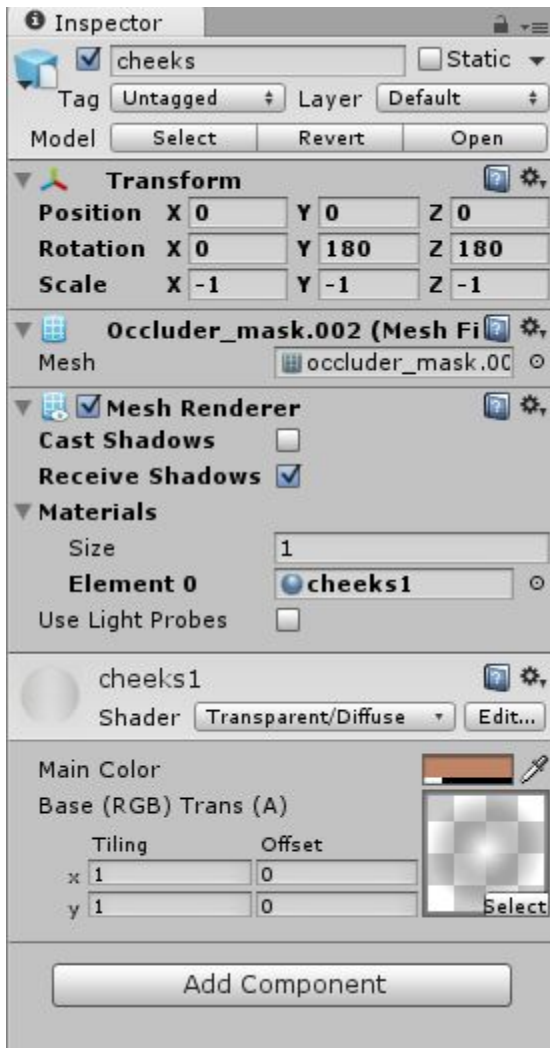 Inspector
cheeks Static
Tag Untagged Layer Default
Model Select Revert Open
Transform
Position X 0 Y 0 Z 0
Rotation X 0 Y 180 Z 180
Scale X -1 Y -1 Z -1
Occluder_mask.002 (Mesh Fi
Mesh occluder_mask.00
Mesh Renderer
Cast Shadows
Receive Shadows
Materials
Size 1
Element 0 cheeks1
Use Light Probes
cheeks1
Shader Transparent/Diffuse Edit...
Main Color
Base (RGB) Trans (A)
Tiling Offset
x 1 0
y 1 0
Select
Add Component